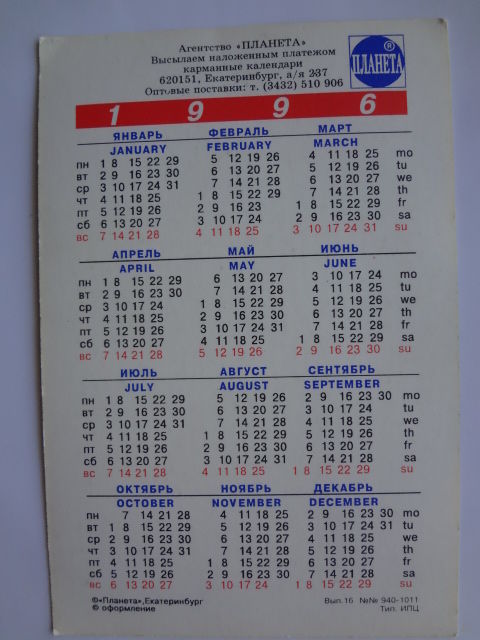 Агентство «ПЛАНЕТА»
Высылаем наложенным платежом
карманные календари
620151, Екатеринбург, а/я 237
Оптовые поставки: т. (3432) 510 906
ПЛАНЕТА ®
1 9 9 6
ЯНВАРЬ ФЕВРАЛЬ МАРТ
JANUARY FEBRUARY MARCH
пн 1 8 15 22 29 5 12 19 26 4 11 18 25 mo
вт 2 9 16 23 30 6 13 20 27 5 12 19 26 tu
ср 3 10 17 24 31 7 14 21 28 6 13 20 27 we
чт 4 11 18 25 1 8 15 22 29 7 14 21 28 th
пт 5 12 19 26 2 9 16 23 1 8 15 22 29 fr
сб 6 13 20 27 3 10 17 24 2 9 16 23 30 sa
вс 7 14 21 28 4 11 18 25 3 10 17 24 31 su
АПРЕЛЬ МАЙ ИЮНЬ
APRIL MAY JUNE
пн 1 8 15 22 29 6 13 20 27 3 10 17 24 mo
вт 2 9 16 23 30 7 14 21 28 4 11 18 25 tu
ср 3 10 17 24 1 8 15 22 29 5 12 19 26 we
чт 4 11 18 25 2 9 16 23 30 6 13 20 27 th
пт 5 12 19 26 3 10 17 24 31 7 14 21 28 fr
сб 6 13 20 27 4 11 18 25 1 8 15 22 29 sa
вс 7 14 21 28 5 12 19 26 2 9 16 23 30 su
ИЮЛЬ АВГУСТ СЕНТЯБРЬ
JULY AUGUST SEPTEMBER
пн 1 8 15 22 29 5 12 19 26 2 9 16 23 30 mo
вт 2 9 16 23 30 6 13 20 27 3 10 17 24 tu
ср 3 10 17 24 31 7 14 21 28 4 11 18 25 we
чт 4 11 18 25 1 8 15 22 29 5 12 19 26 th
пт 5 12 19 26 2 9 16 23 30 6 13 20 27 fr
сб 6 13 20 27 3 10 17 24 31 7 14 21 28 sa
вс 7 14 21 28 4 11 18 25 1 8 15 22 29 su
ОКТЯБРЬ НОЯБРЬ ДЕКАБРЬ
OCTOBER NOVEMBER DECEMBER
пн 7 14 21 28 4 11 18 25 2 9 16 23 30 mo
вт 1 8 15 22 29 5 12 19 26 3 10 17 24 31 tu
ср 2 9 16 23 30 6 13 20 27 4 11 18 25 we
чт 3 10 17 24 31 7 14 21 28 5 12 19 26 th
пт 4 11 18 25 1 8 15 22 29 6 13 20 27 fr
сб 5 12 19 26 2 9 16 23 30 7 14 21 28 sa
вс 6 13 20 27 3 10 17 24 1 8 15 22 29 su
©«Планета», Екатеринбург Вып.16 №№ 940-1011
© оформление Тип. ИПЦ